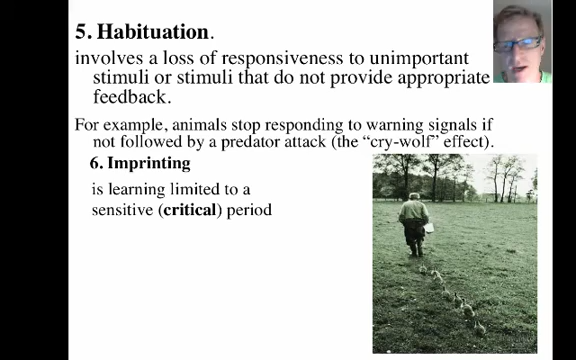 5. Habituation.
involves a loss of responsiveness to unimportant
stimuli or stimuli that do not provide appropriate
feedback.
For example, animals stop responding to warning signals if
not followed by a predator attack (the “cry-wolf” effect).
6. Imprinting
is learning limited to a
sensitive (critical) period